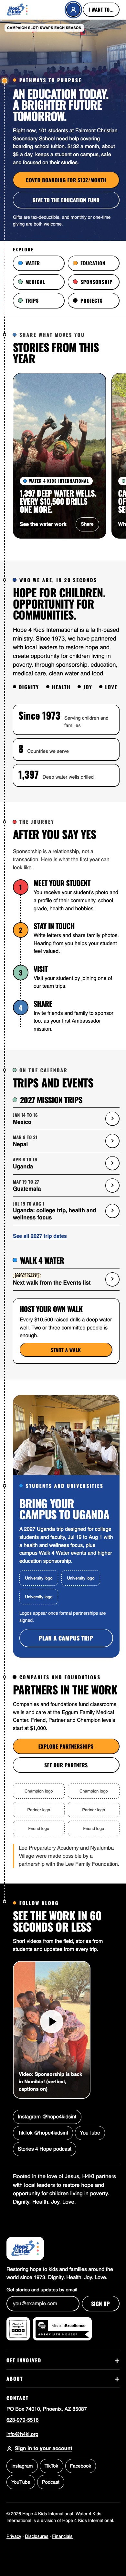 Hope 4 Kids
I WANT TO...
CAMPAIGN SLOT: SWAPS EACH SEASON
PATHWAYS TO PURPOSE
AN EDUCATION TODAY.
A BRIGHTER FUTURE
TOMORROW.
Right now, 101 students at Fairmont Christian
Secondary School need help covering
boarding school tuition. $132 a month, about
$5 a day, keeps a student on campus, safe
and focused on their studies.
COVER BOARDING FOR $132/MONTH
GIVE TO THE EDUCATION FUND
Gifts are tax-deductible, and monthly or one-time
giving are both welcome.
EXPLORE
WATER
EDUCATION
MEDICAL
SPONSORSHIP
TRIPS
PROJECTS
SHARE WHAT MOVES YOU
STORIES FROM THIS
YEAR
WATER 4 KIDS INTERNATIONAL
1,397 DEEP WATER WELLS.
EVERY $10,500 DRILLS
ONE MORE.
See the water work
Share
WHO WE ARE, IN 20 SECONDS
HOPE FOR CHILDREN.
OPPORTUNITY FOR
COMMUNITIES.
Hope 4 Kids International is a faith-based
ministry. Since 1973, we have partnered
with local leaders to restore hope and
expand opportunity for children living in
poverty, through sponsorship, education,
medical care, clean water and food.
DIGNITY
HEALTH
JOY
LOVE
Since 1973
Serving children and
families
8
Countries we serve
1,397
Deep water wells drilled
THE JOURNEY
AFTER YOU SAY YES
Sponsorship is a relationship, not a
transaction. Here is what the first year can
look like.
1
MEET YOUR STUDENT
You receive your student's photo and
a profile of their community, school
grade, health and hobbies.
2
STAY IN TOUCH
Write letters and share family photos.
Hearing from you helps your student
feel valued.
3
VISIT
Visit your student by joining one of
our team trips.
4
SHARE
Invite friends and family to sponsor
too, as your first Ambassador
mission.
ON THE CALENDAR
TRIPS AND EVENTS
2027 MISSION TRIPS
JAN 14 TO 16
Mexico
MAR 8 TO 21
Nepal
APR 6 TO 19
Uganda
MAY 19 TO 27
Guatemala
JUL 19 TO AUG 1
Uganda: college trip, health and
wellness focus
See all 2027 trip dates
WALK 4 WATER
[NEXT DATE]
Next walk from the Events list
HOST YOUR OWN WALK
Every $10,500 raised drills a deep water
well. Two or three committed people is
enough.
START A WALK
STUDENTS AND UNIVERSITIES
BRING YOUR
CAMPUS TO UGANDA
A 2027 Uganda trip designed for college
students and faculty, Jul 19 to Aug 1 with
a health and wellness focus, plus
campus Walk 4 Water events and higher
education sponsorship.
University logo
University logo
University logo
Logos appear once formal partnerships are
signed.
PLAN A CAMPUS TRIP
COMPANIES AND FOUNDATIONS
PARTNERS IN THE WORK
Companies and foundations fund classrooms,
wells and care at the Eggum Family Medical
Center. Friend, Partner and Champion levels
start at $1,000.
EXPLORE PARTNERSHIPS
SEE OUR PARTNERS
Champion logo
Champion logo
Partner logo
Partner logo
Friend logo
Friend logo
Lee Preparatory Academy and Nyafumba
Village were made possible by a
partnership with the Lee Family Foundation.
FOLLOW ALONG
SEE THE WORK IN 60
SECONDS OR LESS
Short videos from the field, stories from
students and updates from every trip.
Video: Sponsorship is back
in Namibia! (vertical,
captions on)
Instagram @hope4kidsint
TikTok @hope4kidsint
YouTube
Stories 4 Hope podcast
Rooted in the love of Jesus, H4KI partners
with local leaders to restore hope and
opportunity for children living in poverty.
Dignity. Health. Joy. Love.
Hope 4 Kids
Restoring hope to kids and families around the
world since 1973. Dignity. Health. Joy. Love.
Get stories and updates by email
you@example.com
SIGN UP
MissionExcellence
ASSOCIATE MEMBER
GET INVOLVED
ABOUT
CONTACT
PO Box 74010, Phoenix, AZ 85087
623-979-5516
info@h4ki.org
Sign in to your account
Instagram
TikTok
Facebook
YouTube
Podcast
© 2026 Hope 4 Kids International. Water 4 Kids
International is a division of Hope 4 Kids International.
Privacy · Disclosures · Financials